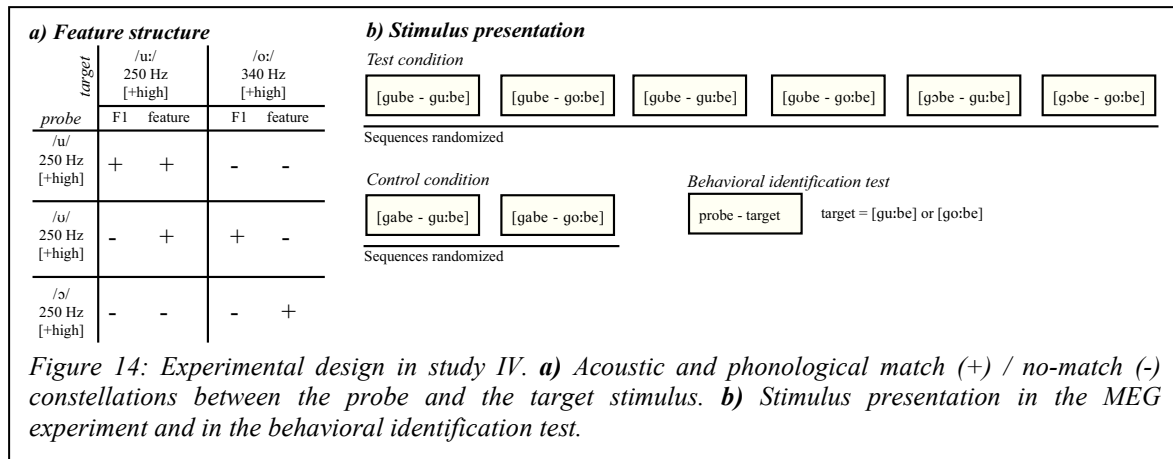 a) Feature structure
target
/uː/ /oː/
250 Hz 340 Hz
[+high] [+high]
probe F1 feature F1 feature
/u/
250 Hz + + - -
[+high]
/ʊ/
250 Hz - + + -
[+high]
/ɔ/
250 Hz - - - +
[+high]
b) Stimulus presentation
Test condition
[gube - guːbe] [gube - goːbe] [gʊbe - guːbe] [gʊbe - goːbe] [gɔbe - guːbe] [gɔbe - goːbe]
Sequences randomized
Control condition
[gabe - guːbe] [gabe - goːbe]
Sequences randomized
Behavioral identification test
probe - target target = [guːbe] or [goːbe]
Figure 14: Experimental design in study IV. a) Acoustic and phonological match (+) / no-match (-)
constellations between the probe and the target stimulus. b) Stimulus presentation in the MEG
experiment and in the behavioral identification test.